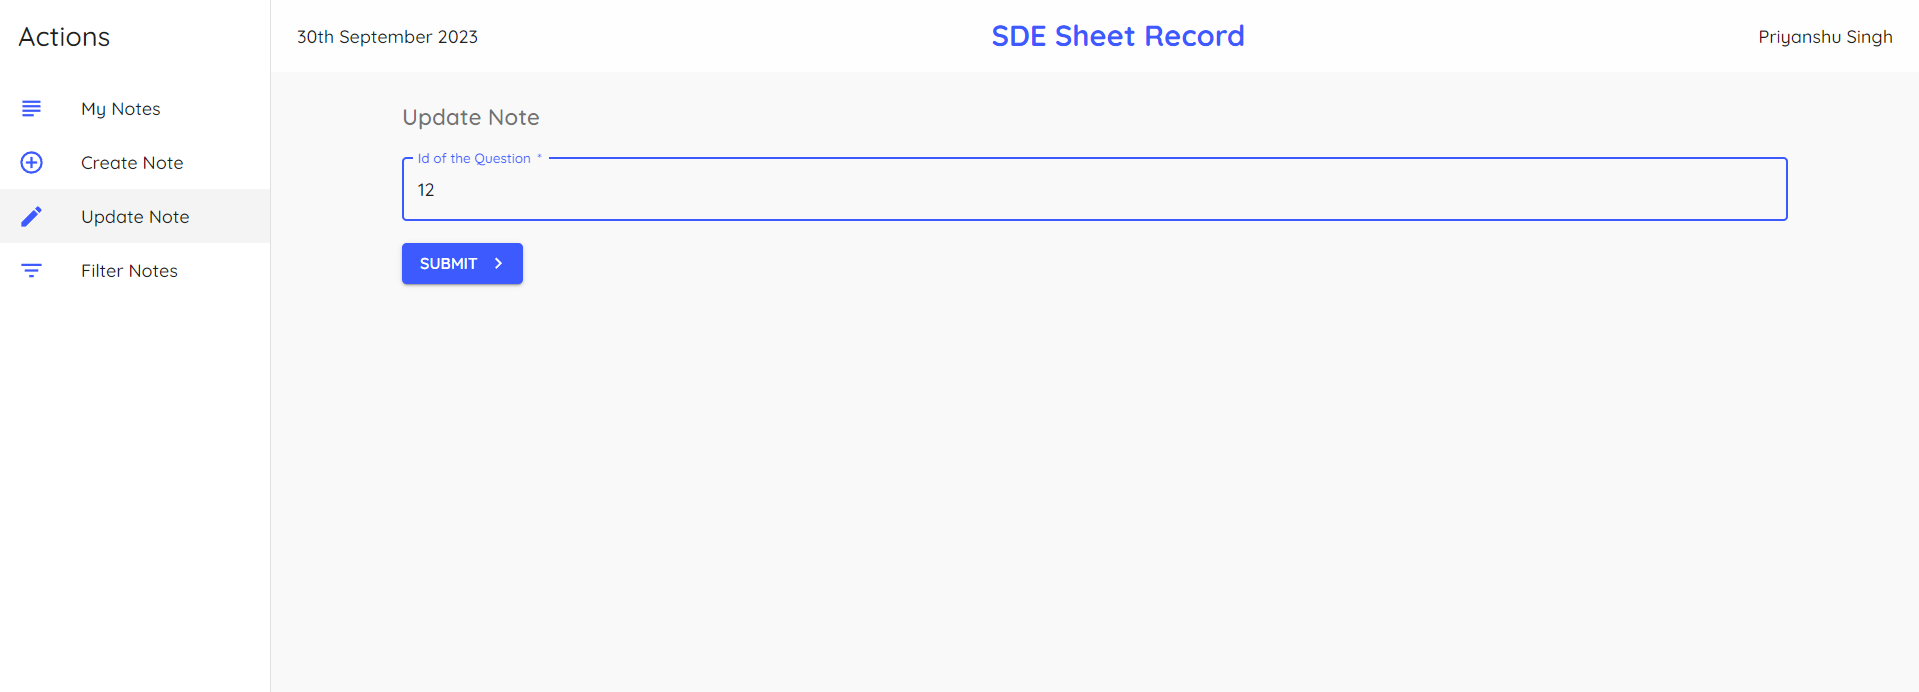 Actions
My Notes
Create Note
Update Note
Filter Notes
30th September 2023
SDE Sheet Record
Priyanshu Singh
Update Note
Id of the Question *
12
SUBMIT